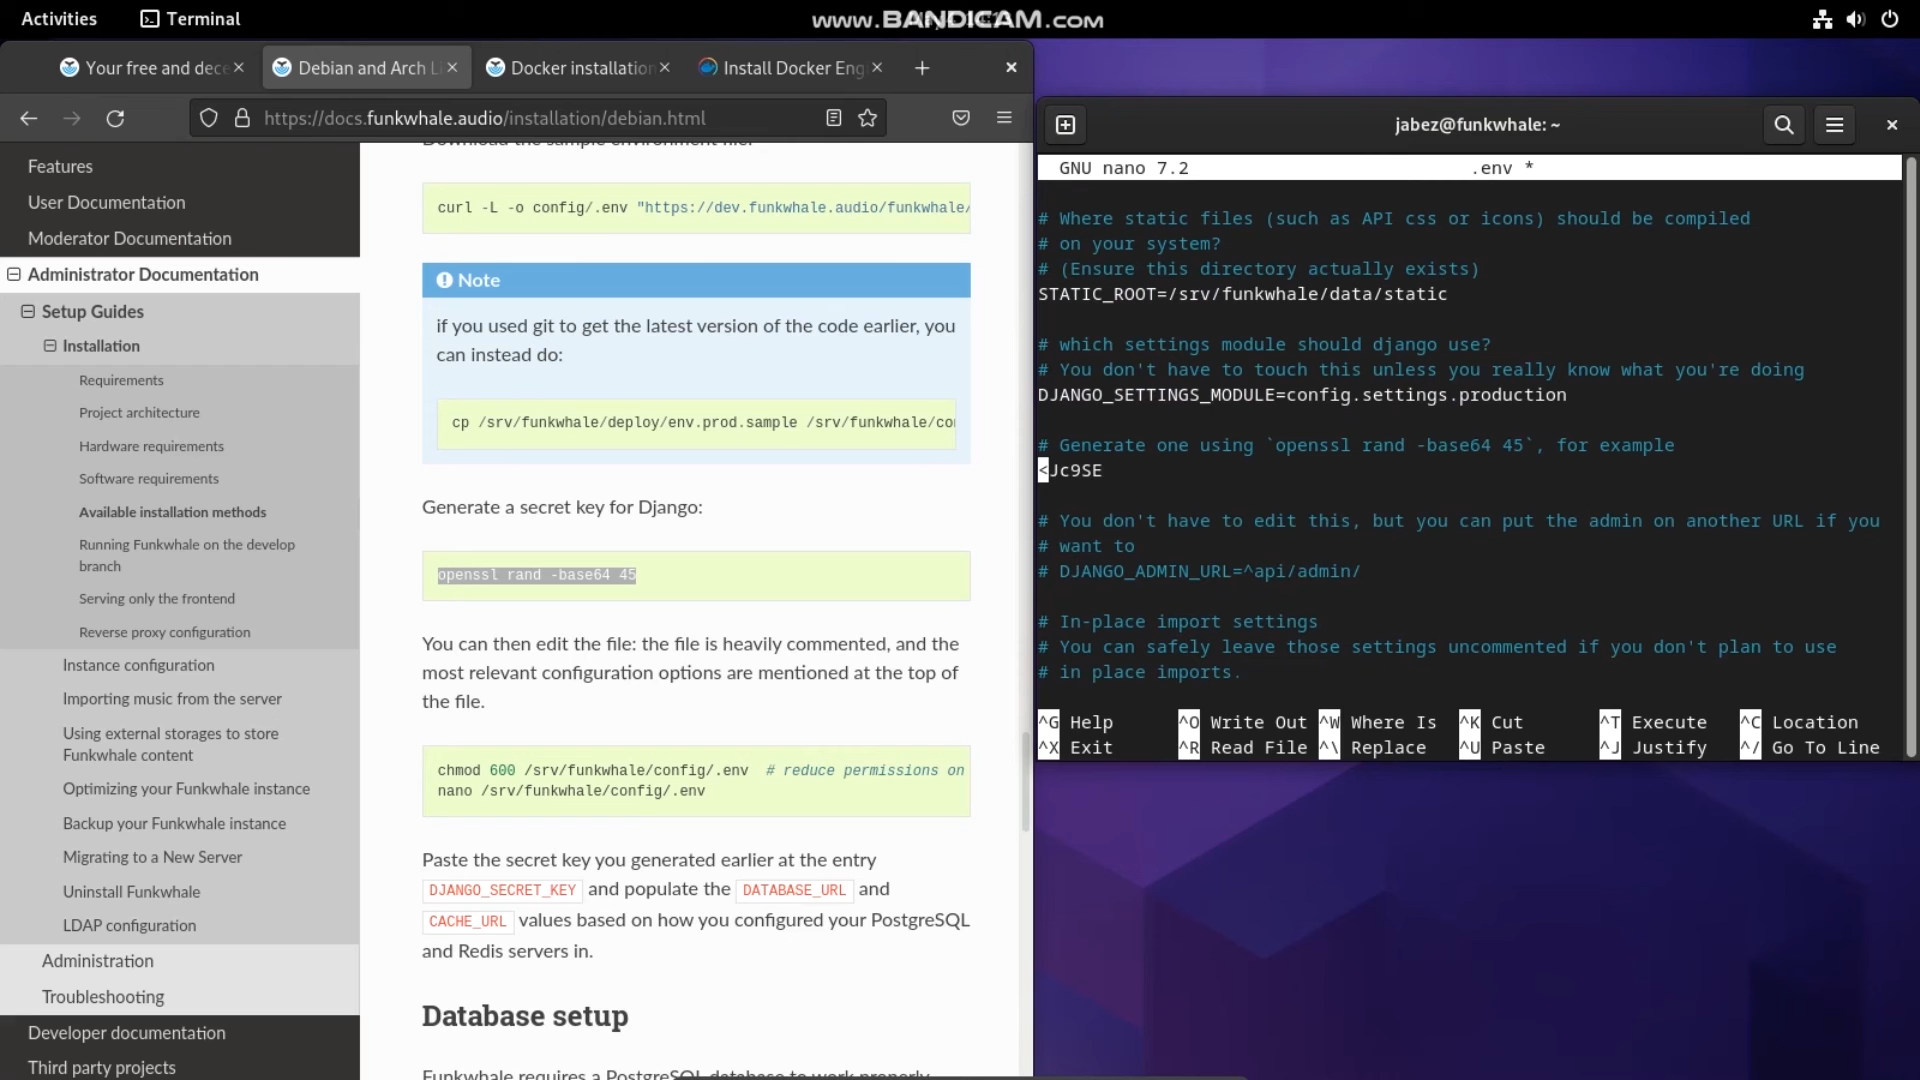 Activities
Terminal
www.BANDICAM.com
Your free and dece
Debian and Arch L
Docker installation
Install Docker Eng
https://docs.funkwhale.audio/installation/debian.html
Features
User Documentation
Moderator Documentation
Administrator Documentation
Setup Guides
Installation
Requirements
Project architecture
Hardware requirements
Software requirements
Available installation methods
Running Funkwhale on the develop
branch
Serving only the frontend
Reverse proxy configuration
Instance configuration
Importing music from the server
Using external storages to store
Funkwhale content
Optimizing your Funkwhale instance
Backup your Funkwhale instance
Migrating to a New Server
Uninstall Funkwhale
LDAP configuration
Administration
Troubleshooting
Developer documentation
Third party projects
Download the sample environment file:
curl -L -o config/.env "https://dev.funkwhale.audio/funkwhale/
Note
if you used git to get the latest version of the code earlier, you
can instead do:
cp /srv/funkwhale/deploy/env.prod.sample /srv/funkwhale/co
Generate a secret key for Django:
openssl rand -base64 45
You can then edit the file: the file is heavily commented, and the
most relevant configuration options are mentioned at the top of
the file.
chmod 600 /srv/funkwhale/config/.env # reduce permissions on
nano /srv/funkwhale/config/.env
Paste the secret key you generated earlier at the entry
DJANGO_SECRET_KEY and populate the DATABASE_URL and
CACHE_URL values based on how you configured your PostgreSQL
and Redis servers in.
Database setup
Funkwhale requires a PostgreSQL database to work properly
jabez@funkwhale: ~
GNU nano 7.2 .env *
# Where static files (such as API css or icons) should be compiled
# on your system?
# (Ensure this directory actually exists)
STATIC_ROOT=/srv/funkwhale/data/static
# which settings module should django use?
# You don't have to touch this unless you really know what you're doing
DJANGO_SETTINGS_MODULE=config.settings.production
# Generate one using `openssl rand -base64 45`, for example
<Jc9SE
# You don't have to edit this, but you can put the admin on another URL if you
# want to
# DJANGO_ADMIN_URL=^api/admin/
# In-place import settings
# You can safely leave those settings uncommented if you don't plan to use
# in place imports.
^G Help ^O Write Out ^W Where Is ^K Cut ^T Execute ^C Location
^X Exit ^R Read File ^\ Replace ^U Paste ^J Justify ^/ Go To Line